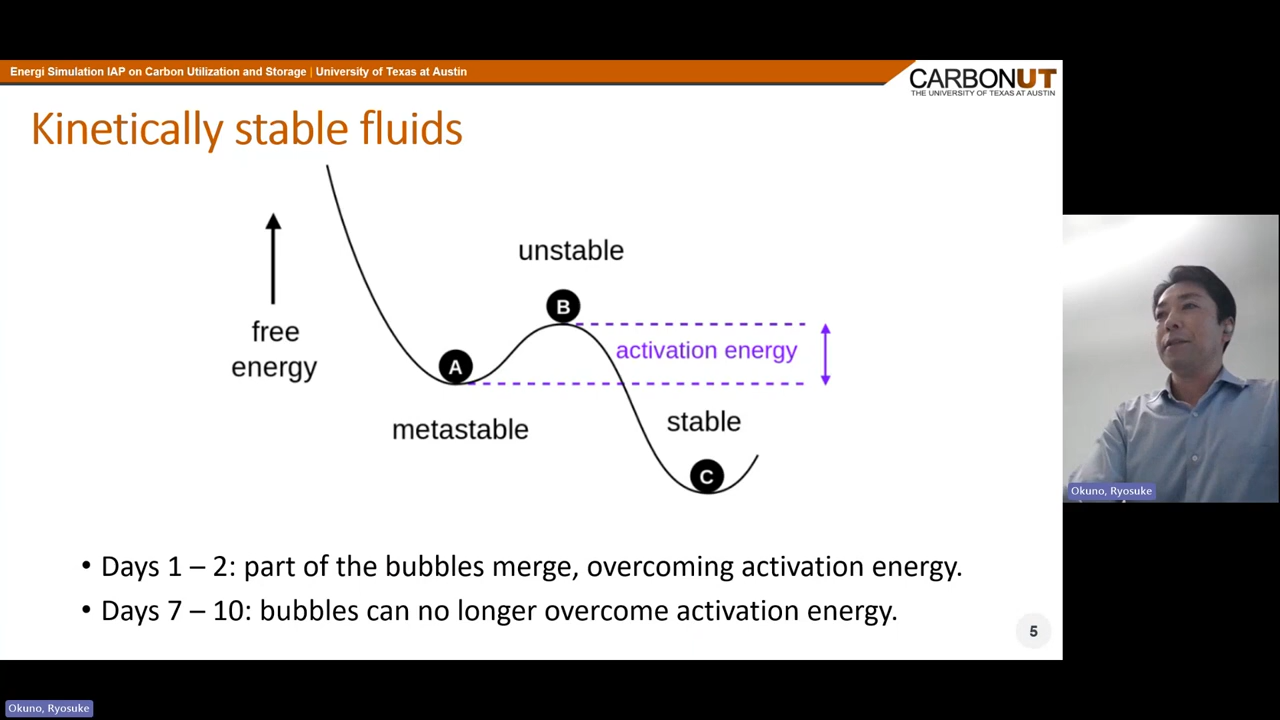 Energi Simulation IAP on Carbon Utilization and Storage | University of Texas at Austin
CARBONUT
THE UNIVERSITY OF TEXAS AT AUSTIN
Kinetically stable fluids
unstable
B
free
energy
activation energy
A
metastable
stable
C
• Days 1 – 2: part of the bubbles merge, overcoming activation energy.
• Days 7 – 10: bubbles can no longer overcome activation energy.
5
Okuno, Ryosuke
Okuno, Ryosuke